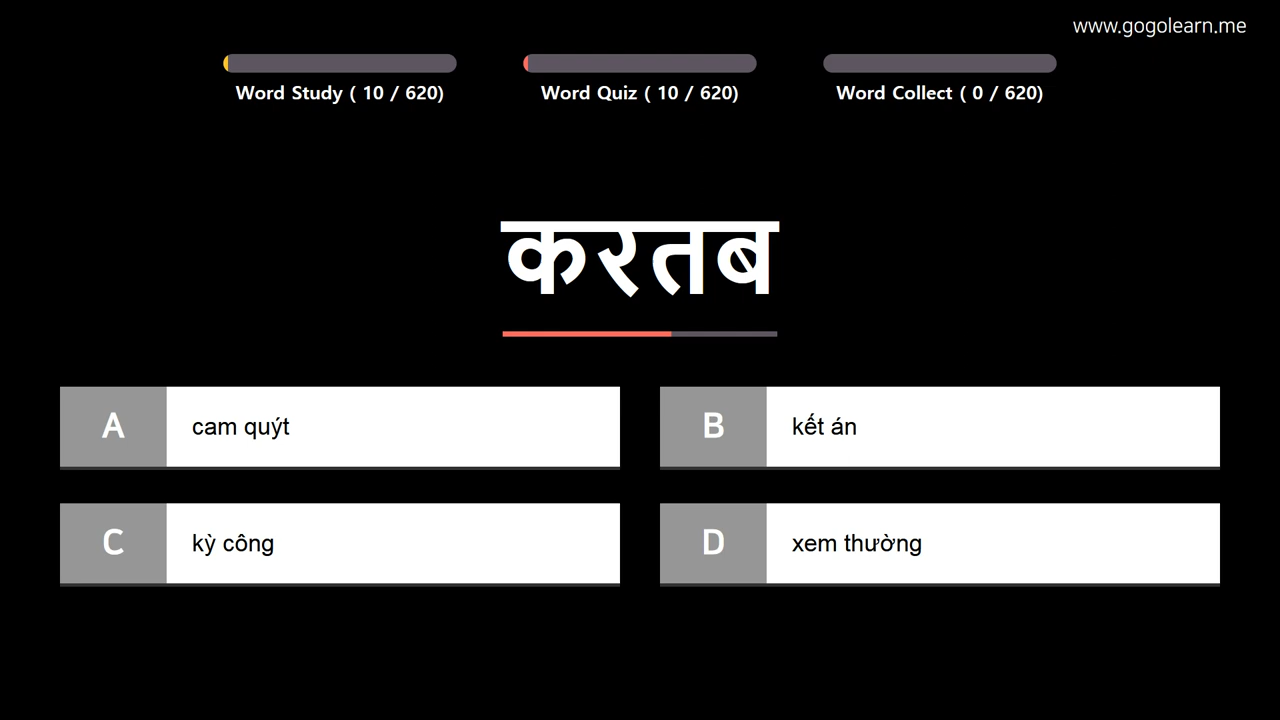 www.gogolearn.me
Word Study ( 10 / 620)
Word Quiz ( 10 / 620)
Word Collect ( 0 / 620)
करतब
A cam quýt
B kết án
C kỳ công
D xem thường